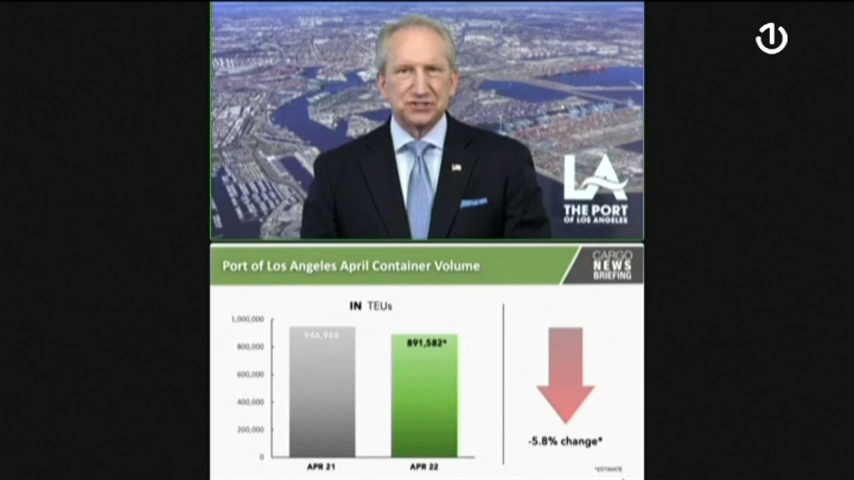 LA
THE PORT
OF LOS ANGELES
Port of Los Angeles April Container Volume
CARGO
NEWS
BRIEFING
IN TEUs
1,000,000
800,000
600,000
400,000
200,000
0
946,966
891,582*
APR 21
APR 22
-5.8% change*
*ESTIMATE